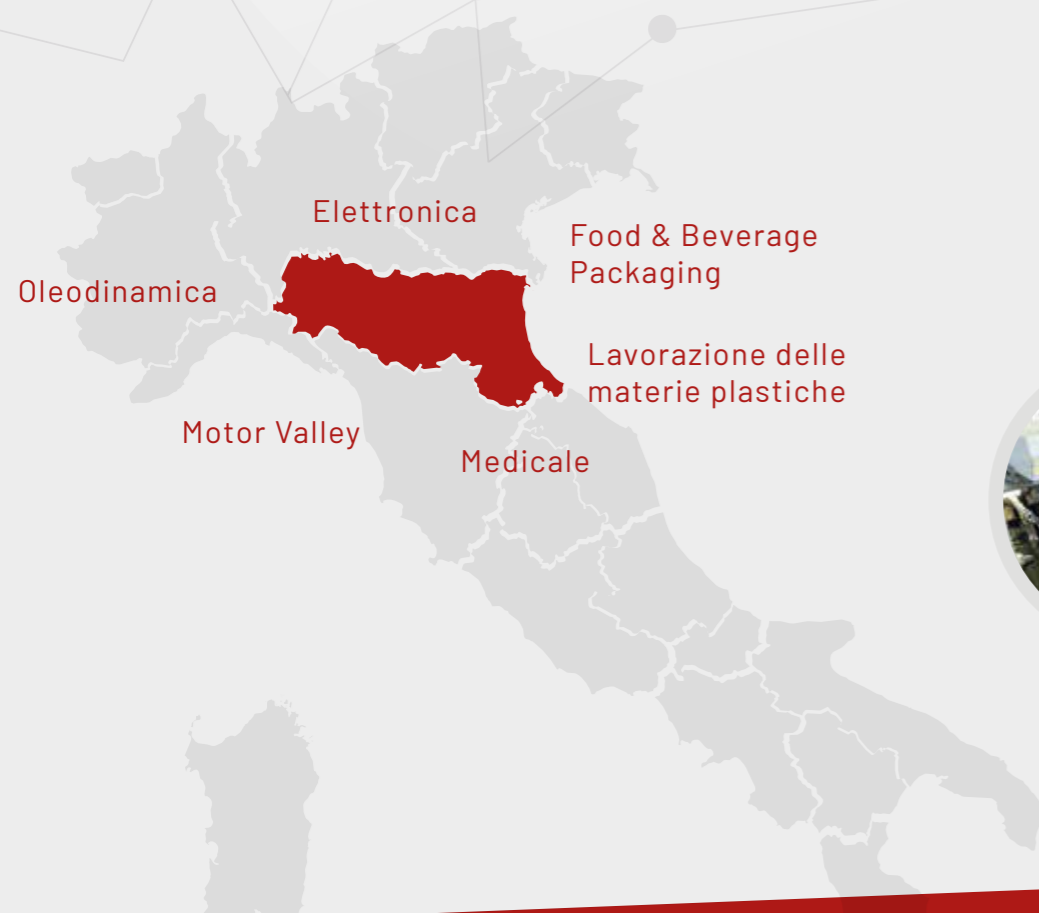 Elettronica
Food & Beverage
Packaging
Oleodinamica
Lavorazione delle
materie plastiche
Motor Valley
Medicale